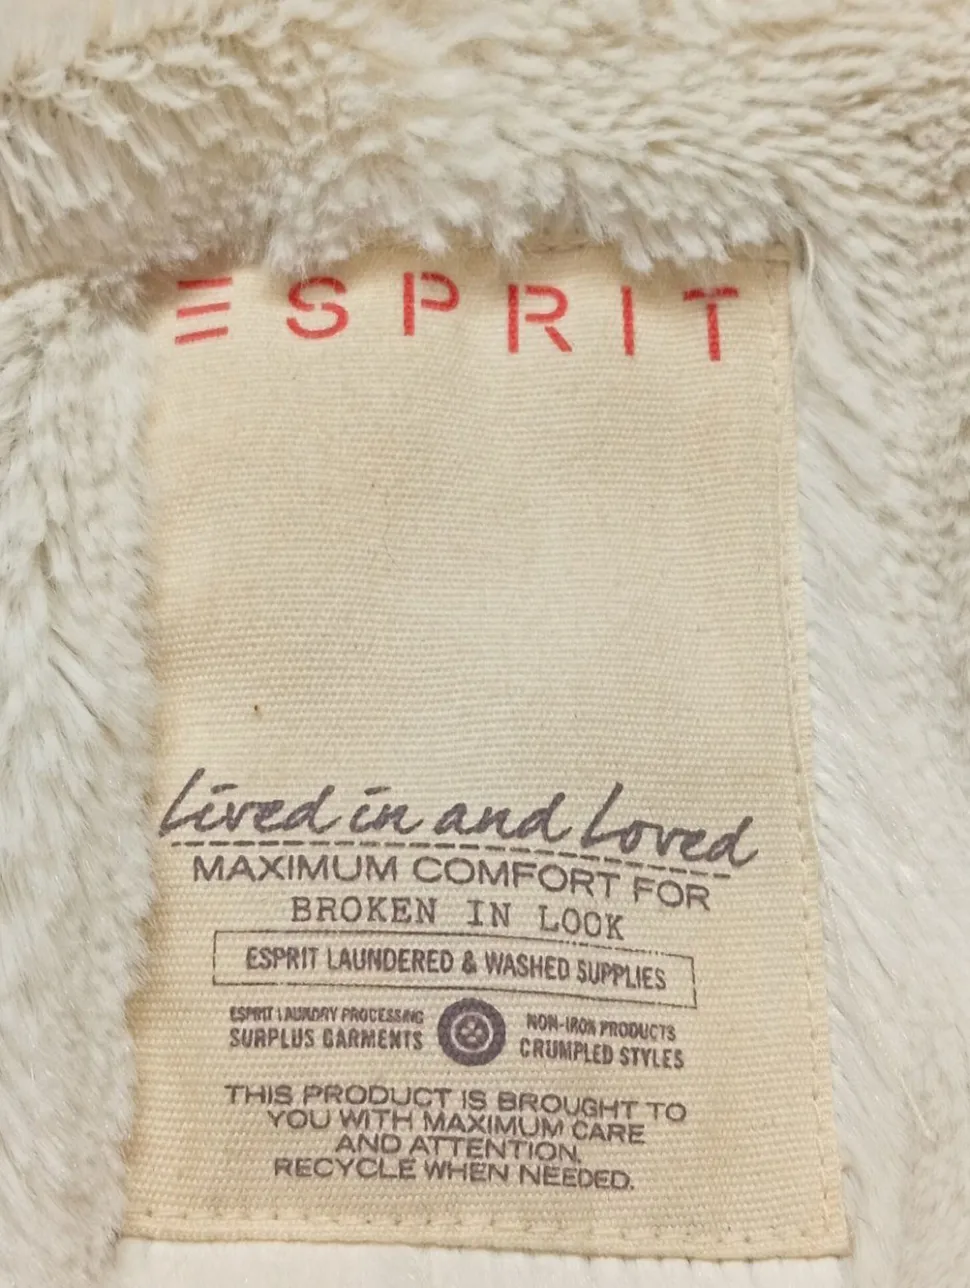 ESPRIT
Lived in and Loved
MAXIMUM COMFORT FOR
BROKEN IN LOOK
ESPRIT LAUNDERED & WASHED SUPPLIES
ESPRIT LAUNDRY PROCESSING
SURPLUS GARMENTS
NON-IRON PRODUCTS
CRUMPLED STYLES
THIS PRODUCT IS BROUGHT TO
YOU WITH MAXIMUM CARE
AND ATTENTION.
RECYCLE WHEN NEEDED.